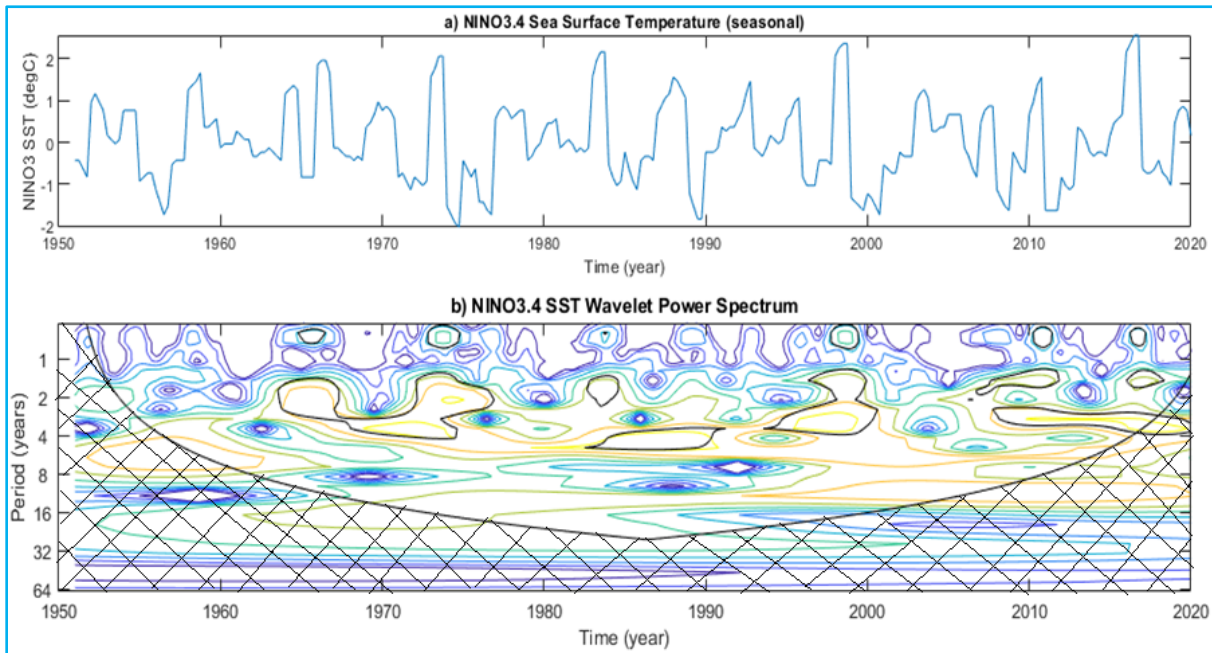 a) NINO3.4 Sea Surface Temperature (seasonal)
NINO3 SST (degC)
2
1
0
-1
-2
1950 1960 1970 1980 1990 2000 2010 2020
Time (year)
b) NINO3.4 SST Wavelet Power Spectrum
Period (years)
1
2
4
8
16
32
64
1950 1960 1970 1980 1990 2000 2010 2020
Time (year)